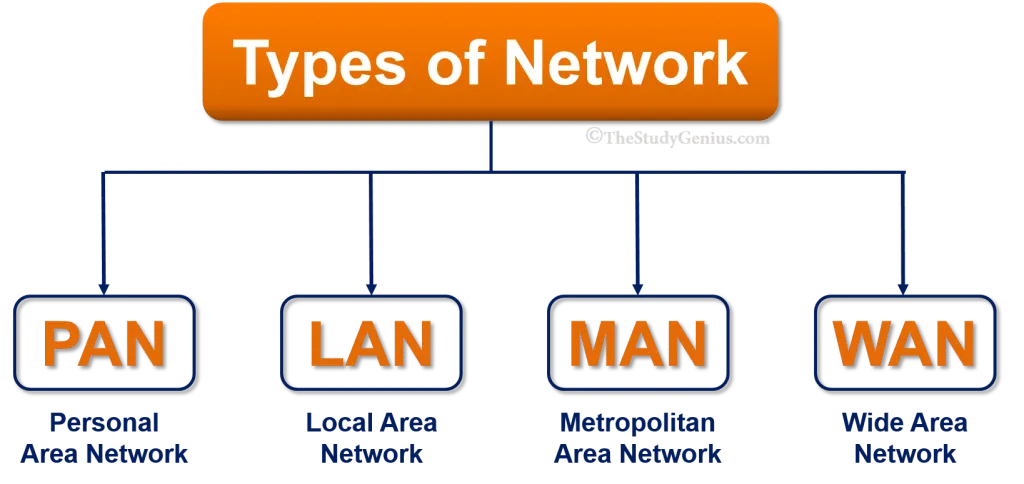 Types of Network
©TheStudyGenius.com
PAN
LAN
MAN
WAN
Personal
Area Network
Local Area
Network
Metropolitan
Area Network
Wide Area
Network